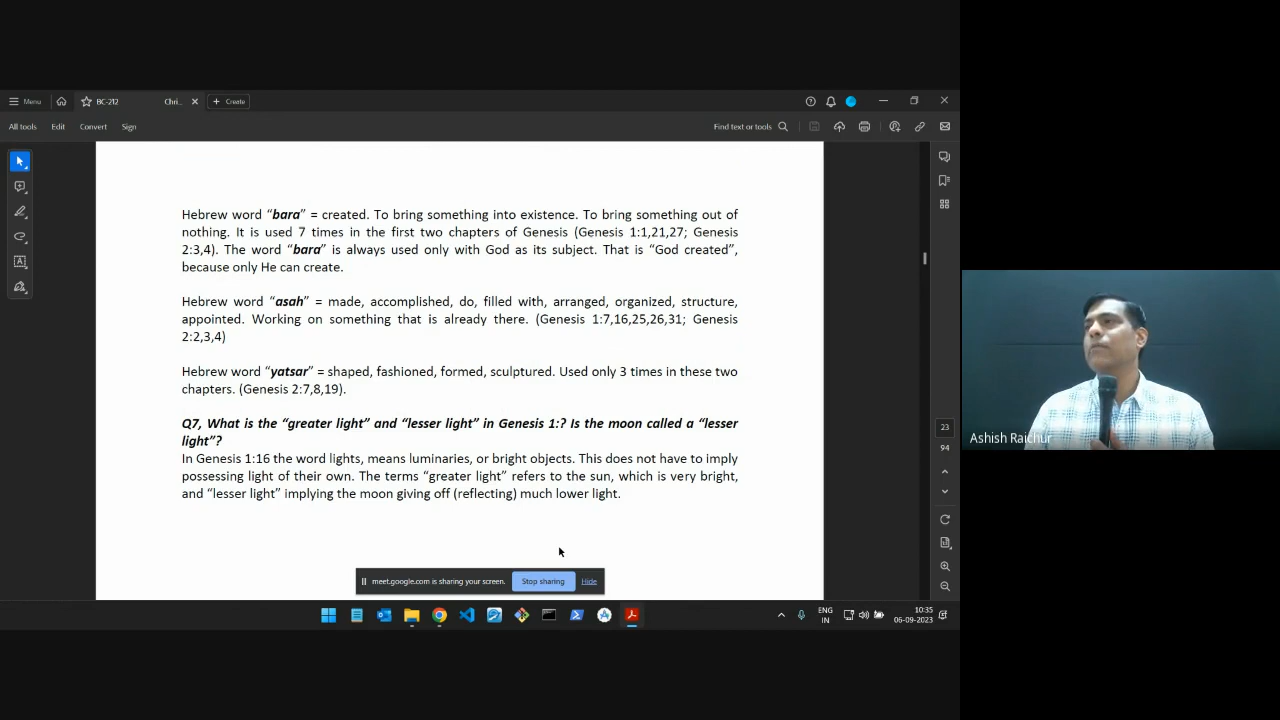 Menu
BC-212
Chri...
Create
All tools
Edit
Convert
Sign
Find text or tools
Hebrew word “bara” = created. To bring something into existence. To bring something out of
nothing. It is used 7 times in the first two chapters of Genesis (Genesis 1:1,21,27; Genesis
2:3,4). The word “bara” is always used only with God as its subject. That is “God created”,
because only He can create.
Hebrew word “asah” = made, accomplished, do, filled with, arranged, organized, structure,
appointed. Working on something that is already there. (Genesis 1:7,16,25,26,31; Genesis
2:2,3,4)
Hebrew word “yatsar” = shaped, fashioned, formed, sculptured. Used only 3 times in these two
chapters. (Genesis 2:7,8,19).
Q7, What is the “greater light” and “lesser light” in Genesis 1:? Is the moon called a “lesser
light”?
In Genesis 1:16 the word lights, means luminaries, or bright objects. This does not have to imply
possessing light of their own. The terms “greater light” refers to the sun, which is very bright,
and “lesser light” implying the moon giving off (reflecting) much lower light.
23
94
Ashish Raichur
meet.google.com is sharing your screen.
Stop sharing
Hide
ENG
IN
10:35
06-09-2023